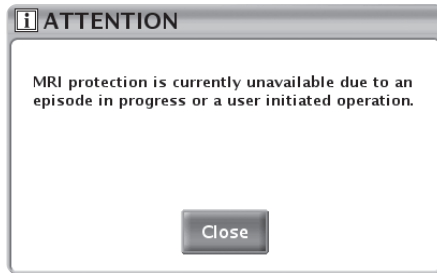 i ATTENTION
MRI protection is currently unavailable due to an
episode in progress or a user initiated operation.
Close